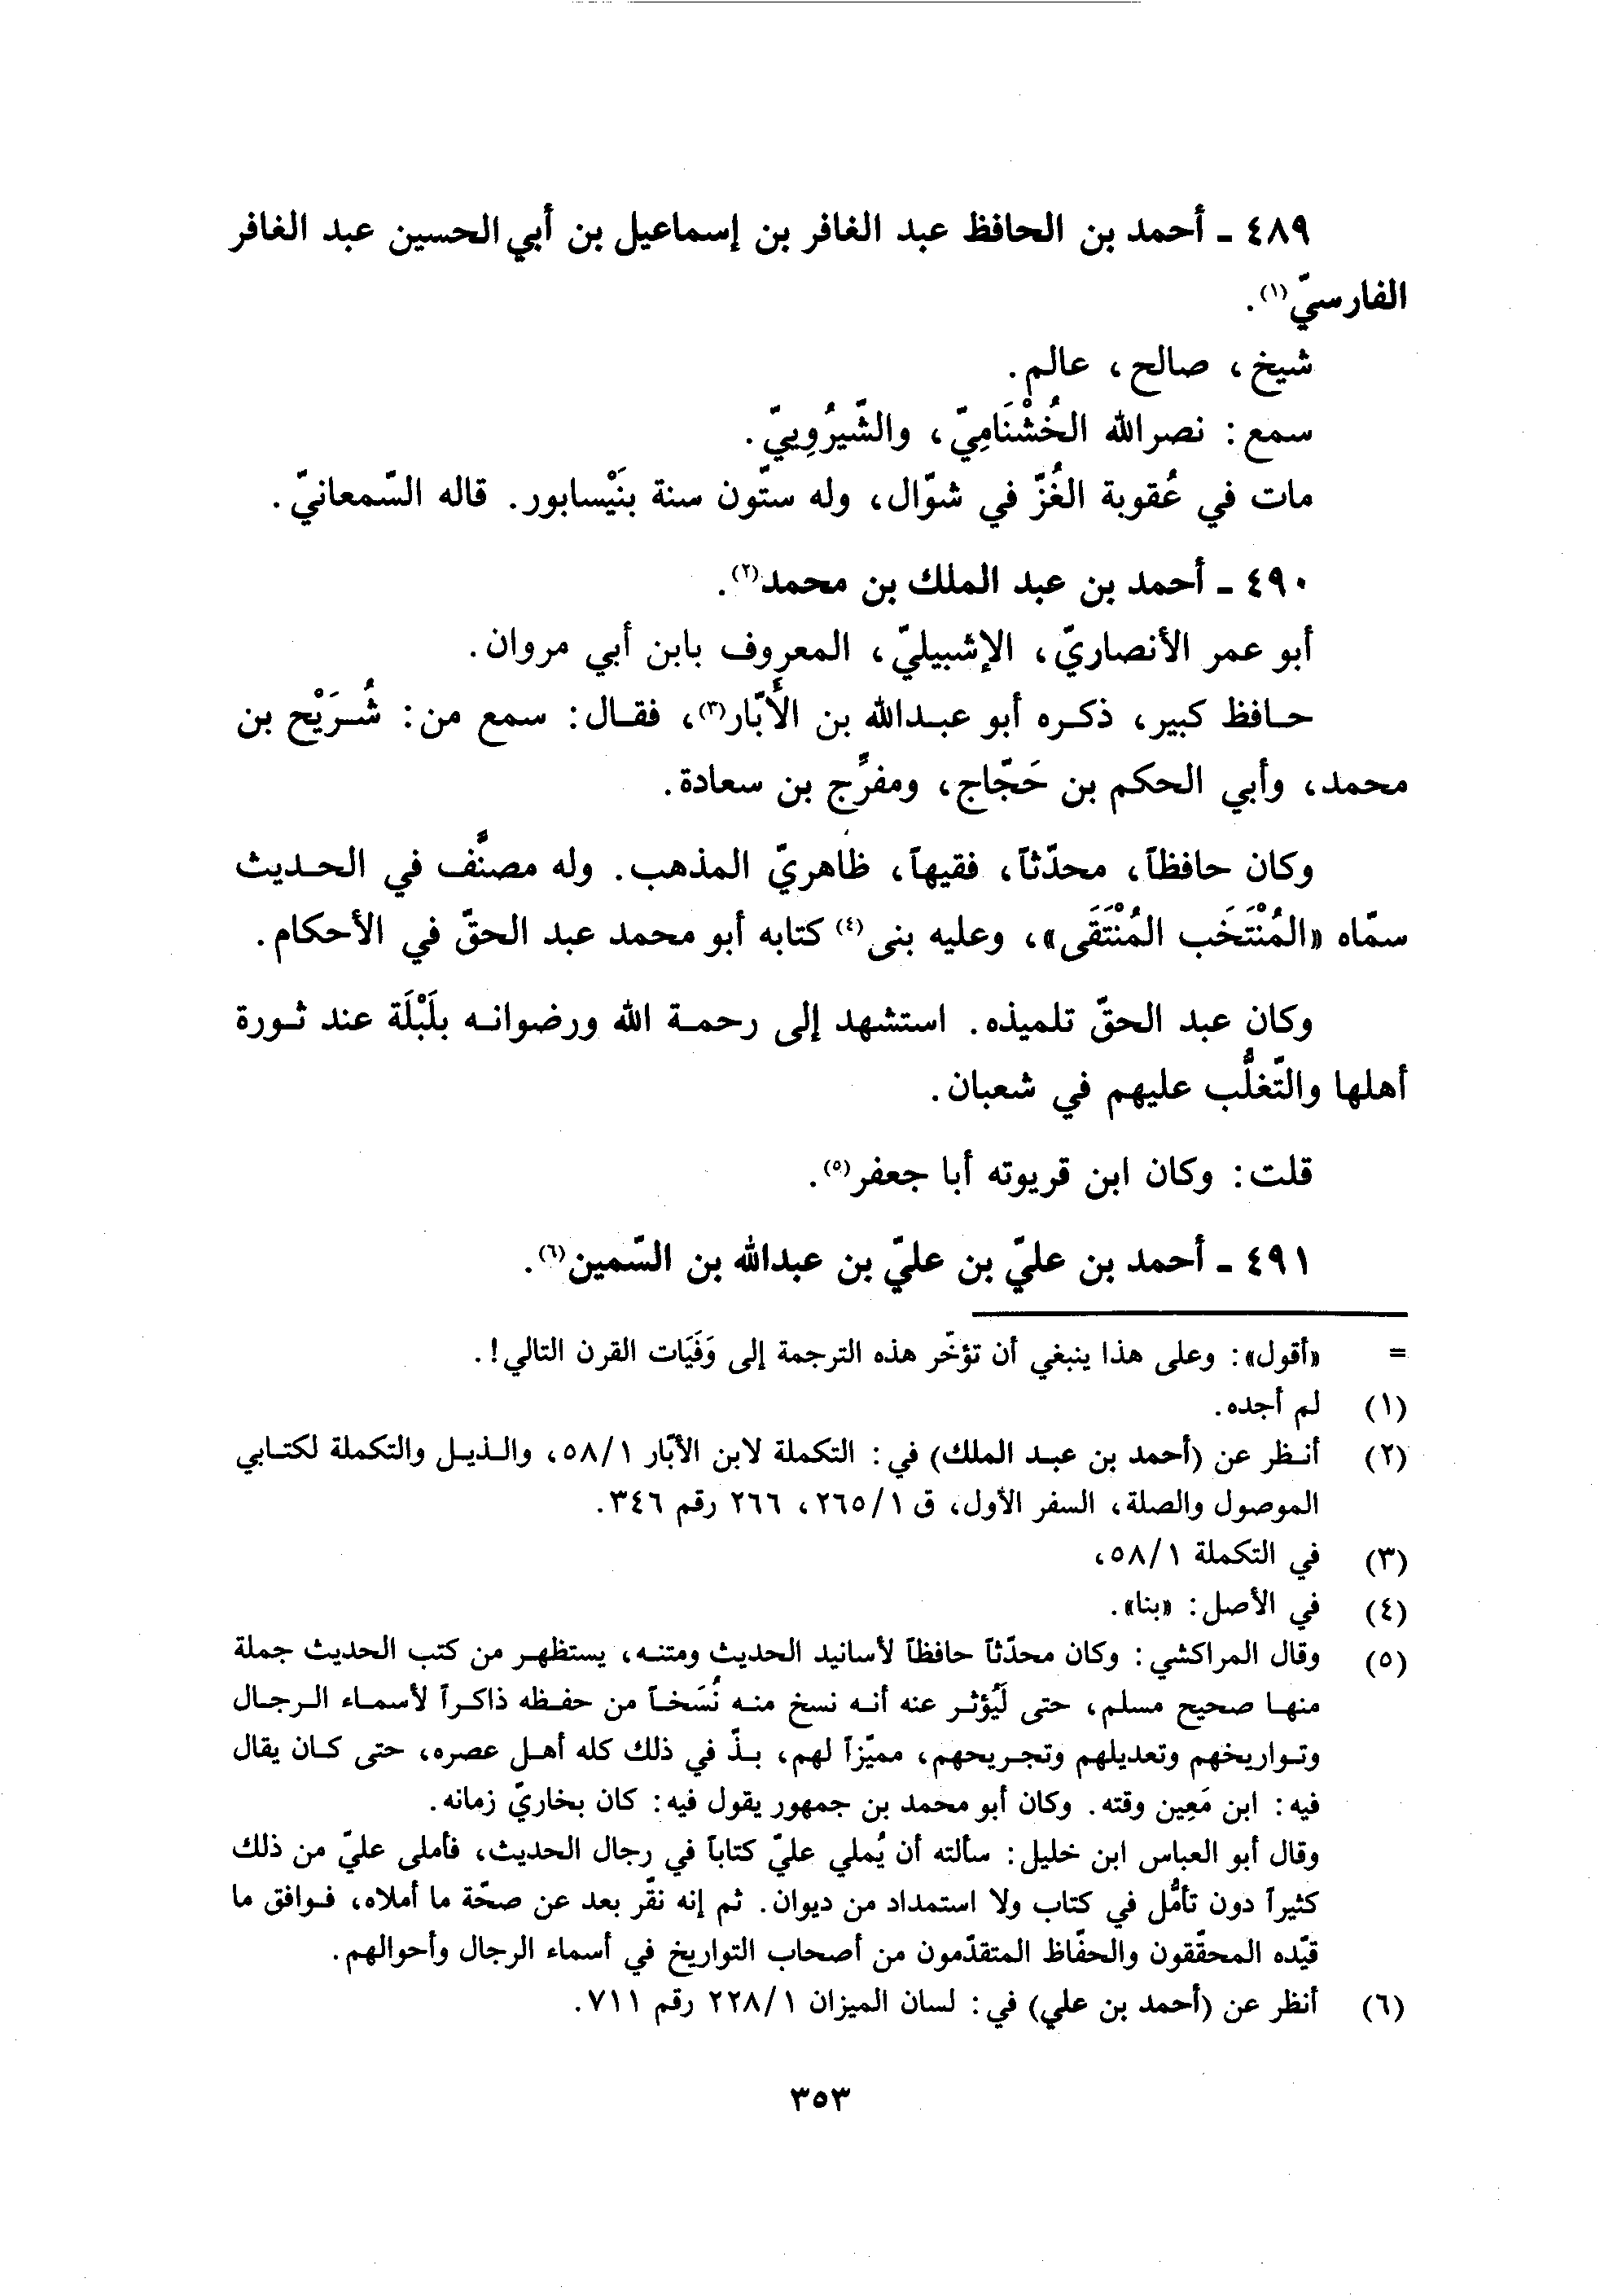 ٤٨٩ ـ أحمد بن الحافظ عبد الغافر بن إسماعيل بن أبي الحسين عبد الغافر
الفارسيّ(١).
شيخ، صالح، عالم.
سمع: نصرالله الخُشْنَامِيّ، والشّيرُوِييّ.
مات في عُقوبة الغُزّ في شوّال، وله ستّون سنة بنَيْسابور. قاله السّمعانيّ.
٤٩٠ ـ أحمد بن عبد الملك بن محمد(٢).
أبو عمر الأنصاريّ، الإشبيليّ، المعروف بابن أبي مروان.
حافظ كبير، ذكره أبو عبدالله بن الأَبّار(٣)، فقال: سمع من: شُرَيْح بن
محمد، وأبي الحكم بن حَجّاج، ومفرِّج بن سعادة.
وكان حافظاً، محدّثاً، فقيهاً، ظاهريّ المذهب. وله مصنَّف في الحديث
سمّاه «المُنْتَخَب المُنْتَقَى»، وعليه بنى(٤) كتابه أبو محمد عبد الحقّ في الأحكام.
وكان عبد الحقّ تلميذه. استشهد إلى رحمة الله ورضوانه بلَبْلَة عند ثورة
أهلها والتّغلُّب عليهم في شعبان.
قلت: وكان ابن قريوته أبا جعفر(٥).
٤٩١ ـ أحمد بن عليّ بن عليّ بن عبدالله بن السّمين(٦).
= «أقول»: وعلى هذا ينبغي أن تؤخّر هذه الترجمة إلى وَفَيَات القرن التالي!.
(١) لم أجده.
(٢) أنظر عن (أحمد بن عبد الملك) في: التكملة لابن الأبّار ٥٨/١، والذيل والتكملة لكتابي
الموصول والصلة، السفر الأول، ق ٢٦٥/١، ٢٦٦ رقم ٣٤٦.
(٣) في التكملة ٥٨/١،
(٤) في الأصل: «بنا».
(٥) وقال المراكشي: وكان محدّثاً حافظاً لأسانيد الحديث ومتنه، يستظهر من كتب الحديث جملة
منها صحيح مسلم، حتى لَيُؤثر عنه أنه نسخ منه نُسَخاً من حفظه ذاكراً لأسماء الرجال
وتواريخهم وتعديلهم وتجريحهم، مميّزاً لهم، بذّ في ذلك كله أهل عصره، حتى كان يقال
فيه: ابن مَعِين وقته. وكان أبو محمد بن جمهور يقول فيه: كان بخاريّ زمانه.
وقال أبو العباس ابن خليل: سألته أن يُملي عليّ كتاباً في رجال الحديث، فأملى عليّ من ذلك
كثيراً دون تأمُّل في كتاب ولا استمداد من ديوان. ثم إنه نقّر بعد عن صحّة ما أملاه، فوافق ما
قيّده المحقّقون والحفّاظ المتقدّمون من أصحاب التواريخ في أسماء الرجال وأحوالهم.
(٦) أنظر عن (أحمد بن علي) في: لسان الميزان ٢٢٨/١ رقم ٧١١.
٣٥٣